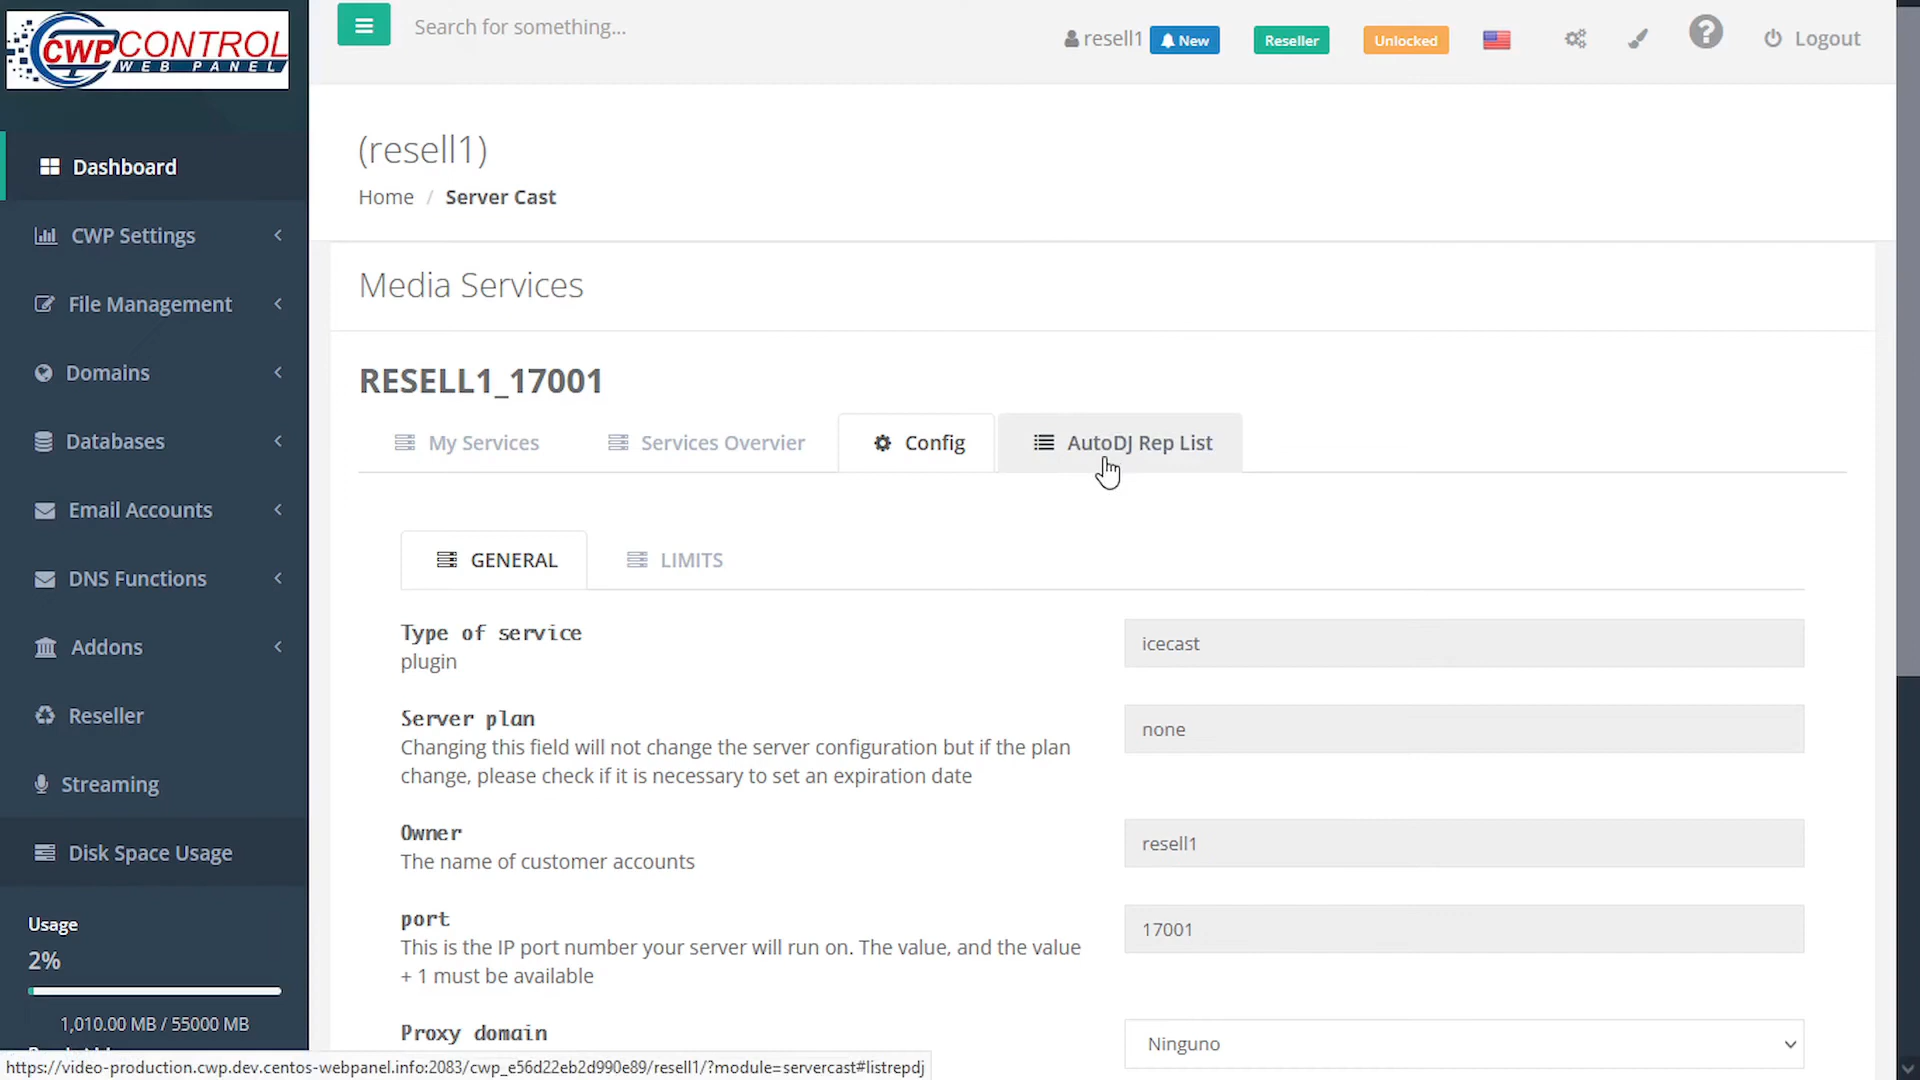 CWP CONTROL
WEB PANEL
Search for something...
resell1
New
Reseller
Unlocked
?
Logout
Dashboard
CWP Settings
File Management
Domains
Databases
Email Accounts
DNS Functions
Addons
Reseller
Streaming
Disk Space Usage
Usage
2%
1,010.00 MB / 55000 MB
(resell1)
Home / Server Cast
Media Services
RESELL1_17001
My Services
Services Overvier
Config
AutoDJ Rep List
GENERAL
LIMITS
Type of service
plugin
icecast
Server plan
Changing this field will not change the server configuration but if the plan
change, please check if it is necessary to set an expiration date
none
Owner
The name of customer accounts
resell1
port
This is the IP port number your server will run on. The value, and the value
+ 1 must be available
17001
Proxy domain
Ninguno
https://video-production.cwp.dev.centos-webpanel.info:2083/cwp_e56d22eb2d990e89/resell1/?module=servercast#listrepdj